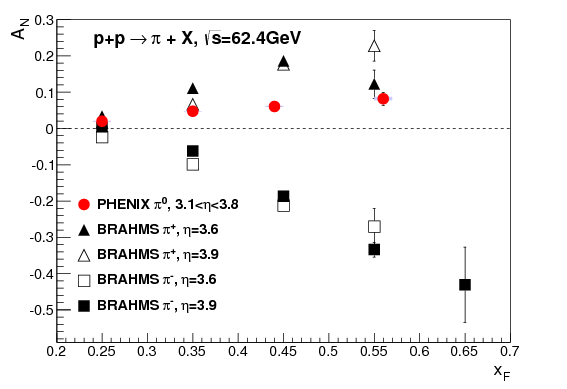 A_N
0.3
p+p → π + X, √s=62.4GeV
0.2
0.1
0
-0.1
-0.2
-0.3
-0.4
-0.5
PHENIX π⁰, 3.1<η<3.8
BRAHMS π⁺, η=3.6
BRAHMS π⁺, η=3.9
BRAHMS π⁻, η=3.6
BRAHMS π⁻, η=3.9
0.2 0.25 0.3 0.35 0.4 0.45 0.5 0.55 0.6 0.65 0.7
x_F